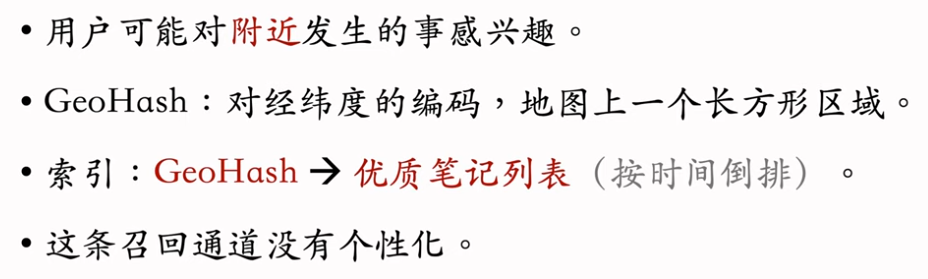 • 用户可能对附近发生的事感兴趣。
• GeoHash：对经纬度的编码，地图上一个长方形区域。
• 索引：GeoHash → 优质笔记列表（按时间倒排）。
• 这条召回通道没有个性化。